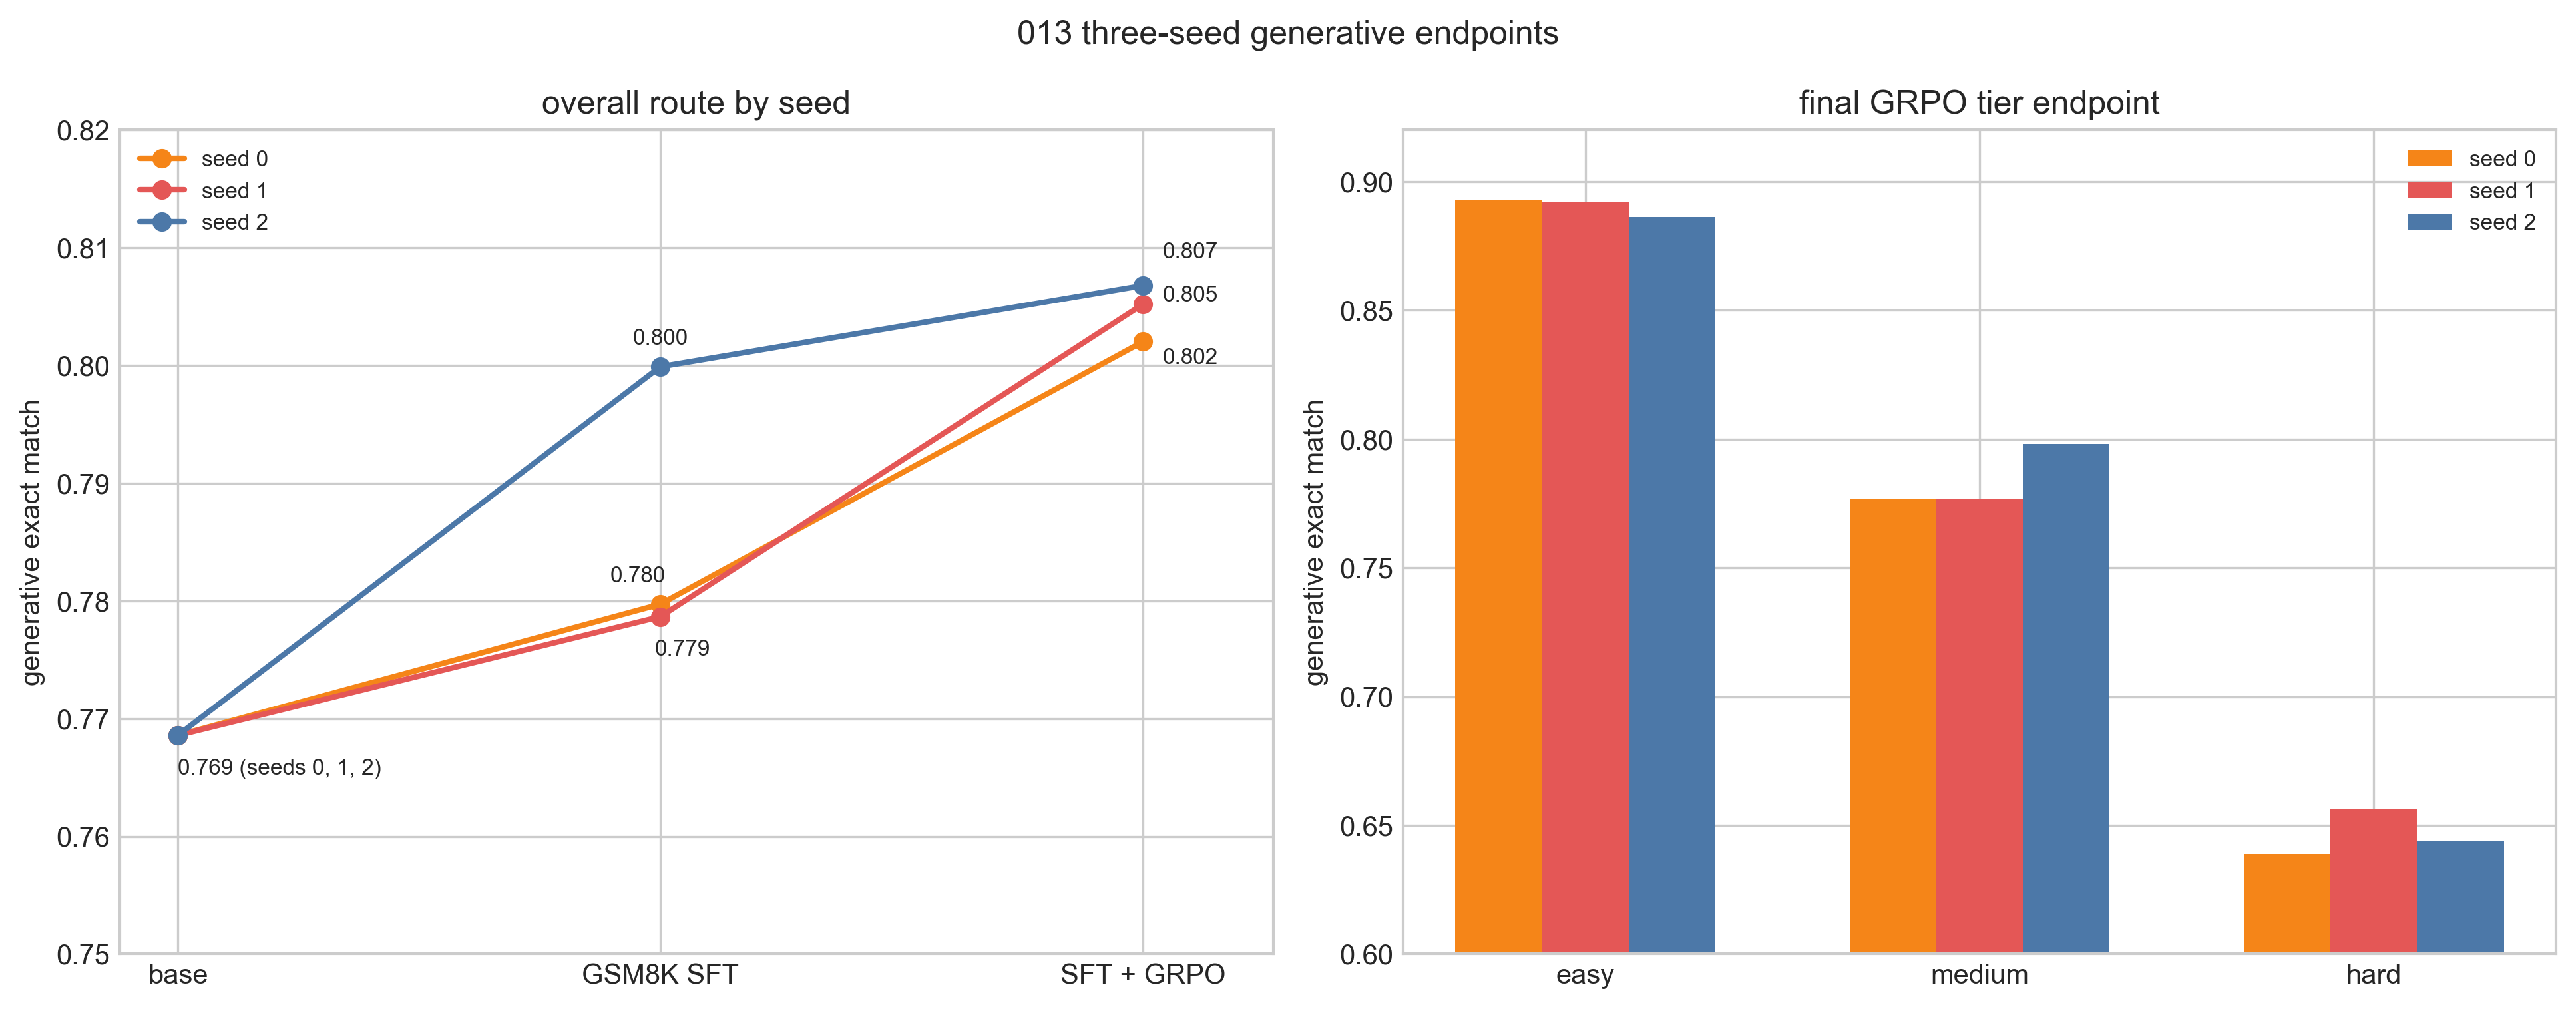 013 three-seed generative endpoints
overall route by seed
generative exact match
0.82
0.81
0.80
0.79
0.78
0.77
0.76
0.75
seed 0
seed 1
seed 2
0.769 (seeds 0, 1, 2)
0.800
0.780
0.779
0.807
0.805
0.802
base
GSM8K SFT
SFT + GRPO
final GRPO tier endpoint
generative exact match
0.90
0.85
0.80
0.75
0.70
0.65
0.60
seed 0
seed 1
seed 2
easy
medium
hard